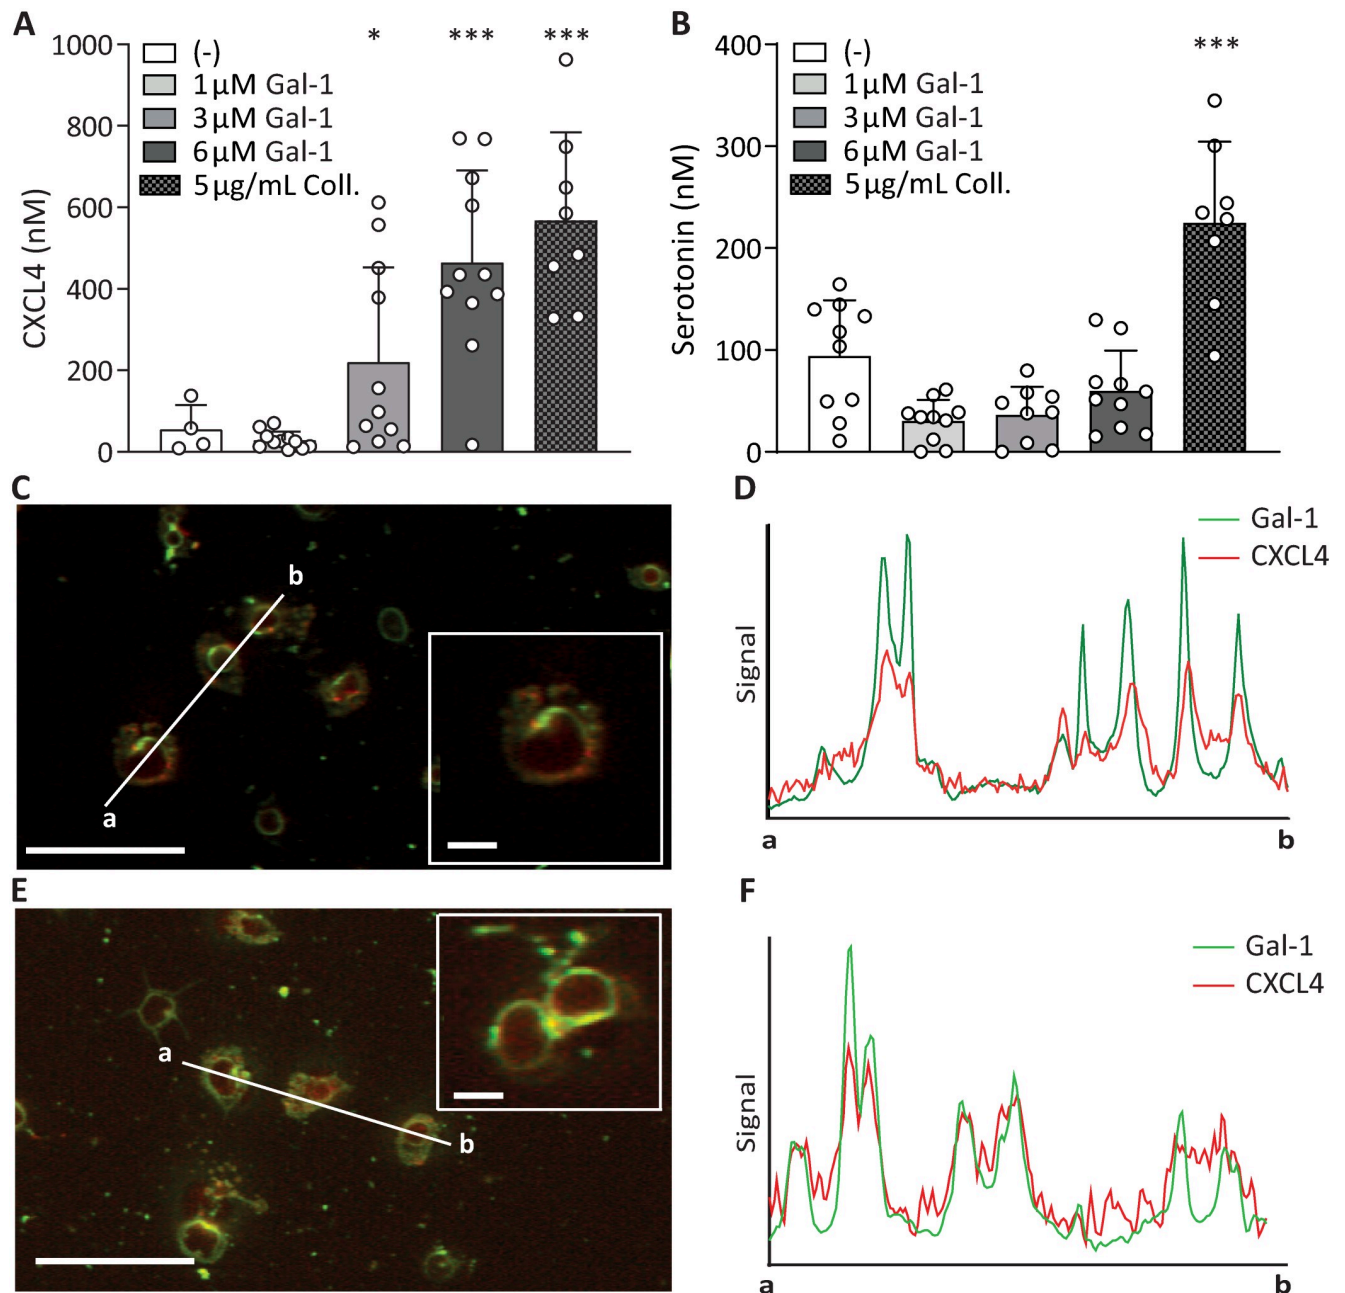 A
* *** ***
1000
800
600
400
200
0
CXCL4 (nM)
(-)
1 µM Gal-1
3 µM Gal-1
6 µM Gal-1
5 µg/mL Coll.
B
***
400
300
200
100
0
Serotonin (nM)
(-)
1 µM Gal-1
3 µM Gal-1
6 µM Gal-1
5 µg/mL Coll.
C
b
a
D
Gal-1
CXCL4
Signal
a b
E
a
b
F
Gal-1
CXCL4
Signal
a b